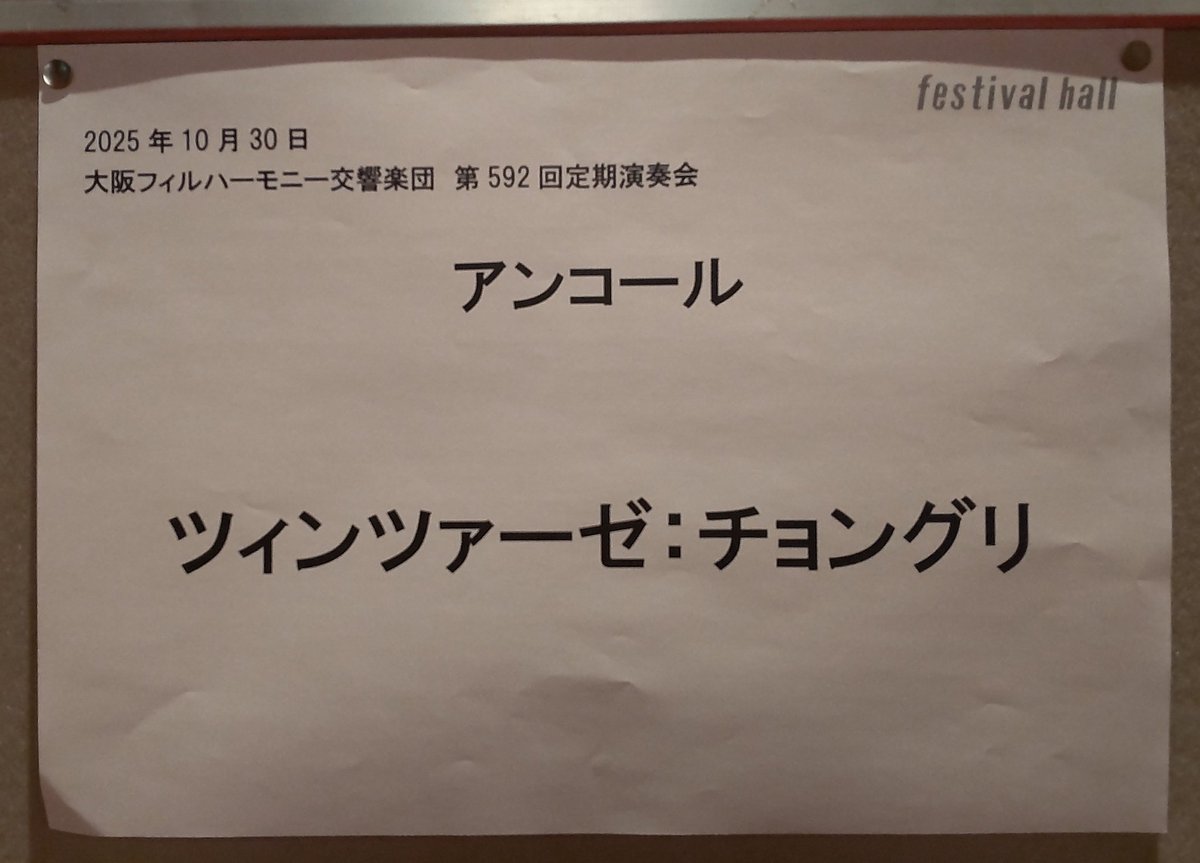 festival hall
2025 年 10 月 30 日
大阪フィルハーモニー交響楽団 第 592 回定期演奏会
アンコール
ツィンツァーゼ：チョングリ